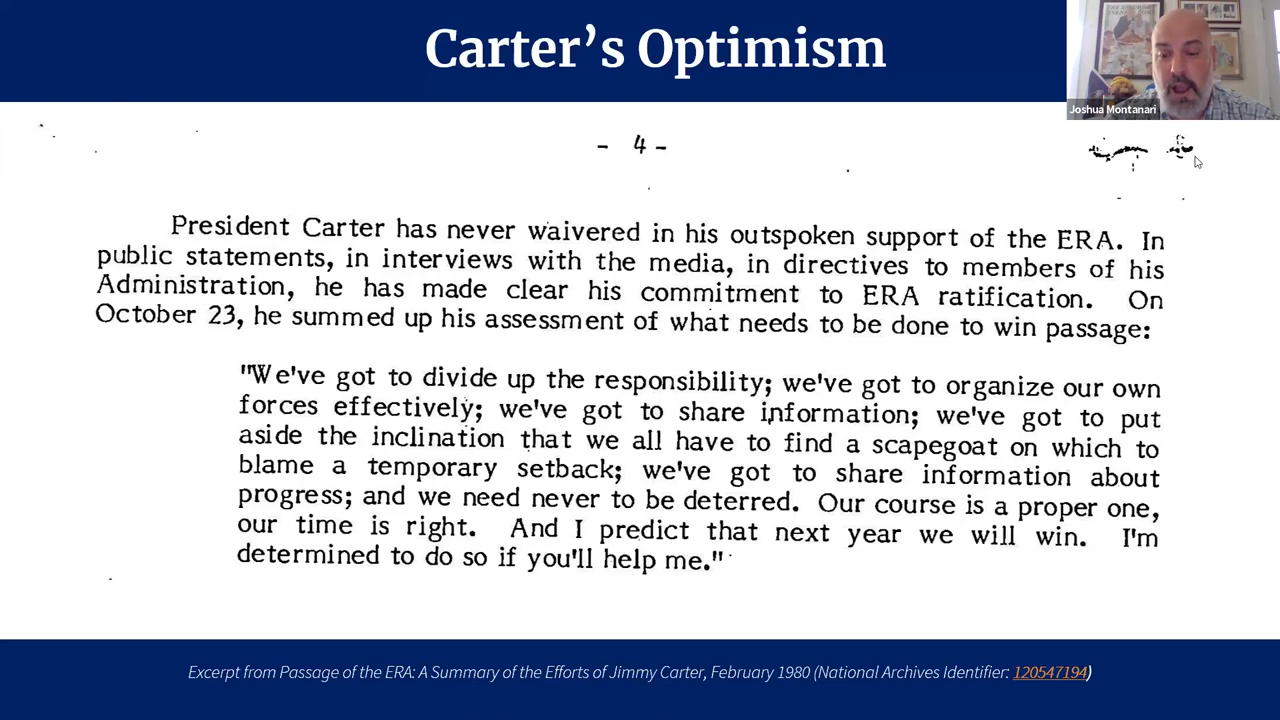 Carter's Optimism
Joshua Montanari
- 4 -
President Carter has never waivered in his outspoken support of the ERA. In
public statements, in interviews with the media, in directives to members of his
Administration, he has made clear his commitment to ERA ratification. On
October 23, he summed up his assessment of what needs to be done to win passage:
"We've got to divide up the responsibility; we've got to organize our own
forces effectively; we've got to share information; we've got to put
aside the inclination that we all have to find a scapegoat on which to
blame a temporary setback; we've got to share information about
progress; and we need never to be deterred. Our course is a proper one,
our time is right. And I predict that next year we will win. I'm
determined to do so if you'll help me."
Excerpt from Passage of the ERA: A Summary of the Efforts of Jimmy Carter, February 1980 (National Archives Identifier: 120547194)